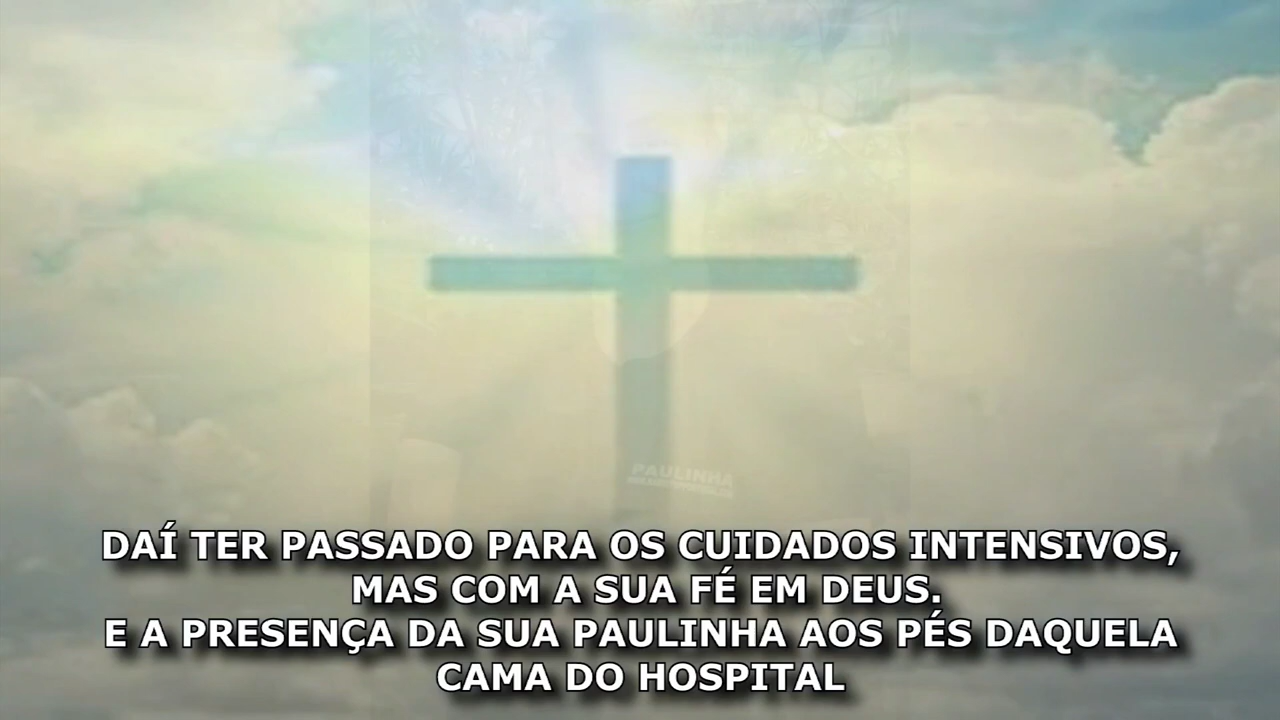 PAULINHA
DAÍ TER PASSADO PARA OS CUIDADOS INTENSIVOS,
MAS COM A SUA FÉ EM DEUS.
E A PRESENÇA DA SUA PAULINHA AOS PÉS DAQUELA
CAMA DO HOSPITAL